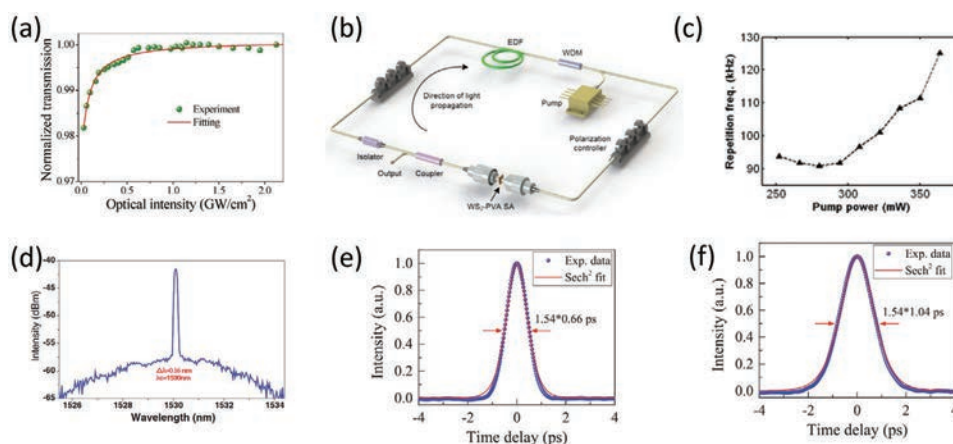 (a)
1.00
0.99
0.98
0.97
Normalized transmission
Experiment
Fitting
0.0 0.5 1.0 1.5 2.0
Optical intensity (GW/cm²)
(b)
EDF
WDM
Direction of light
propagation
Pump
Polarization
controller
Isolator
Output
Coupler
WS₂-PVA SA
(c)
130
120
110
100
90
Repetition freq. (kHz)
250 300 350
Pump power (mW)
(d)
-40
-45
-50
-55
-60
-65
Intensity (dBm)
1526 1528 1530 1532 1534
Wavelength (nm)
(e)
1.0
0.8
0.6
0.4
0.2
0.0
Intensity (a.u.)
Exp. data
Sech² fit
1.54*0.66 ps
-4 -2 0 2 4
Time delay (ps)
(f)
1.0
0.8
0.6
0.4
0.2
0.0
Intensity (a.u.)
Exp. data
Sech² fit
1.54*1.04 ps
-4 -2 0 2 4
Time delay (ps)